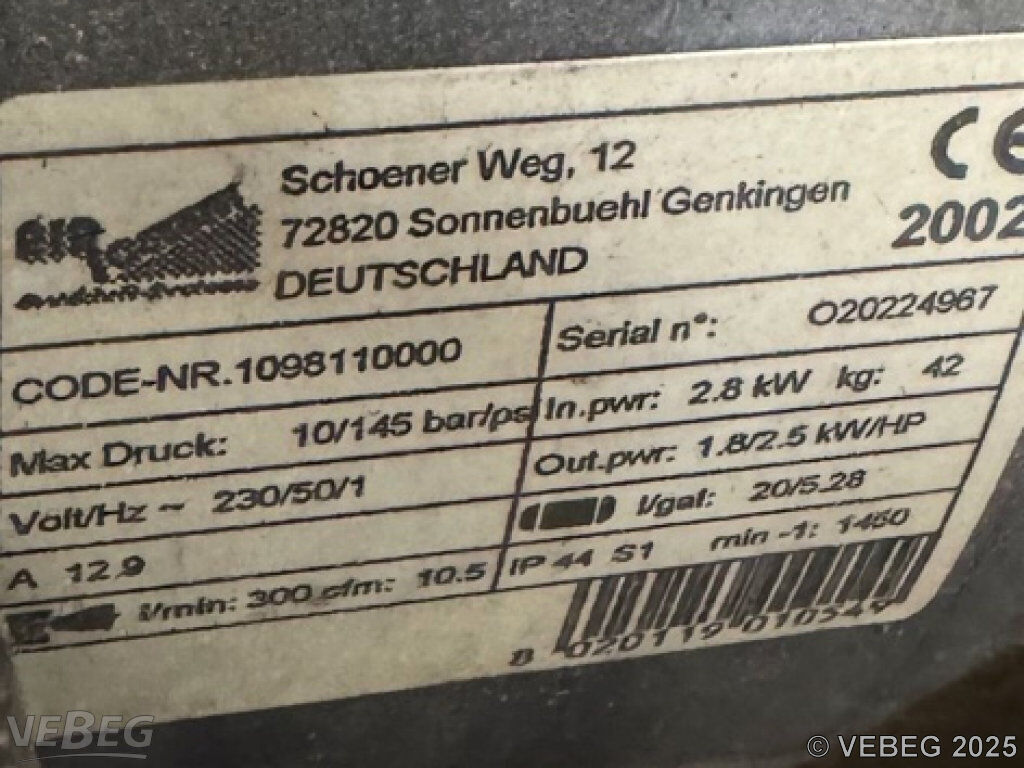 Schoener Weg, 12
72820 Sonnenbuehl Genkingen
DEUTSCHLAND
CE
2002
CODE-NR.1098110000
Serial n°: O20224967
Max Druck: 10/145 bar/psi
In.pwr: 2.8 kW kg: 42
Volt/Hz ~ 230/50/1
Out.pwr: 1.8/2.5 kW/HP
A 12.9
l/gal: 20/5.28
l/min: 300 cfm: 10.5
IP 44 S1 min -1: 1450
8 020119 010549
VEBEG
© VEBEG 2025